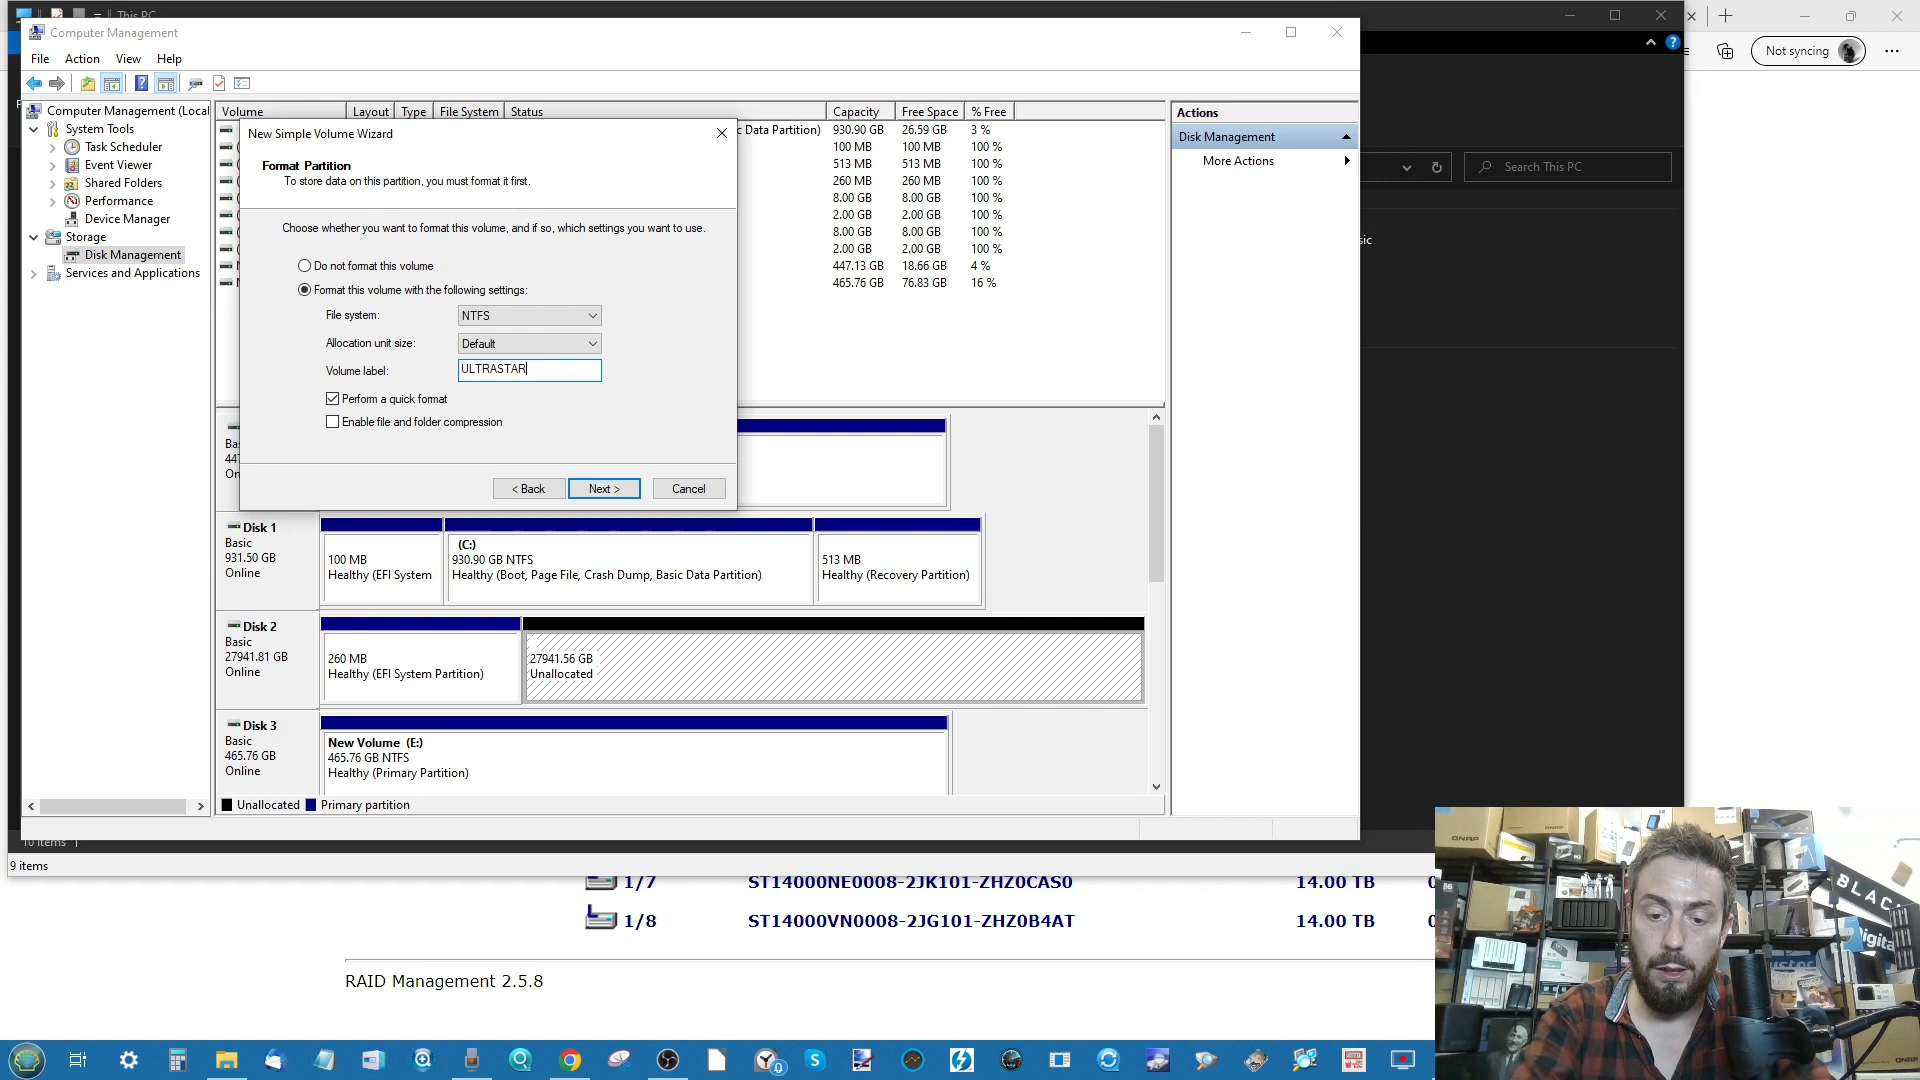 This PC
Computer Management
Not syncing
File Action View Help
Computer Management (Local
System Tools
Task Scheduler
Event Viewer
Shared Folders
Performance
Device Manager
Storage
Disk Management
Services and Applications
Volume Layout Type File System Status Capacity Free Space % Free
c Data Partition) 930.90 GB 26.59 GB 3 %
100 MB 100 MB 100 %
513 MB 513 MB 100 %
260 MB 260 MB 100 %
8.00 GB 8.00 GB 100 %
2.00 GB 2.00 GB 100 %
8.00 GB 8.00 GB 100 %
2.00 GB 2.00 GB 100 %
447.13 GB 18.66 GB 4 %
465.76 GB 76.83 GB 16 %
New Simple Volume Wizard
Format Partition
To store data on this partition, you must format it first.
Choose whether you want to format this volume, and if so, which settings you want to use.
Do not format this volume
Format this volume with the following settings:
File system: NTFS
Allocation unit size: Default
Volume label: ULTRASTAR
Perform a quick format
Enable file and folder compression
< Back Next > Cancel
Actions
Disk Management
More Actions
Search This PC
sic
Bas
447
On
Disk 1
Basic
931.50 GB
Online
100 MB
Healthy (EFI System
(C:)
930.90 GB NTFS
Healthy (Boot, Page File, Crash Dump, Basic Data Partition)
513 MB
Healthy (Recovery Partition)
Disk 2
Basic
27941.81 GB
Online
260 MB
Healthy (EFI System Partition)
27941.56 GB
Unallocated
Disk 3
Basic
465.76 GB
Online
New Volume (E:)
465.76 GB NTFS
Healthy (Primary Partition)
Unallocated Primary partition
10 items
9 items
1/7 ST14000NE0008-2JK101-ZHZ0CAS0 14.00 TB 0
1/8 ST14000VN0008-2JG101-ZHZ0B4AT 14.00 TB 0
RAID Management 2.5.8
QNAP
BLAC
Digita